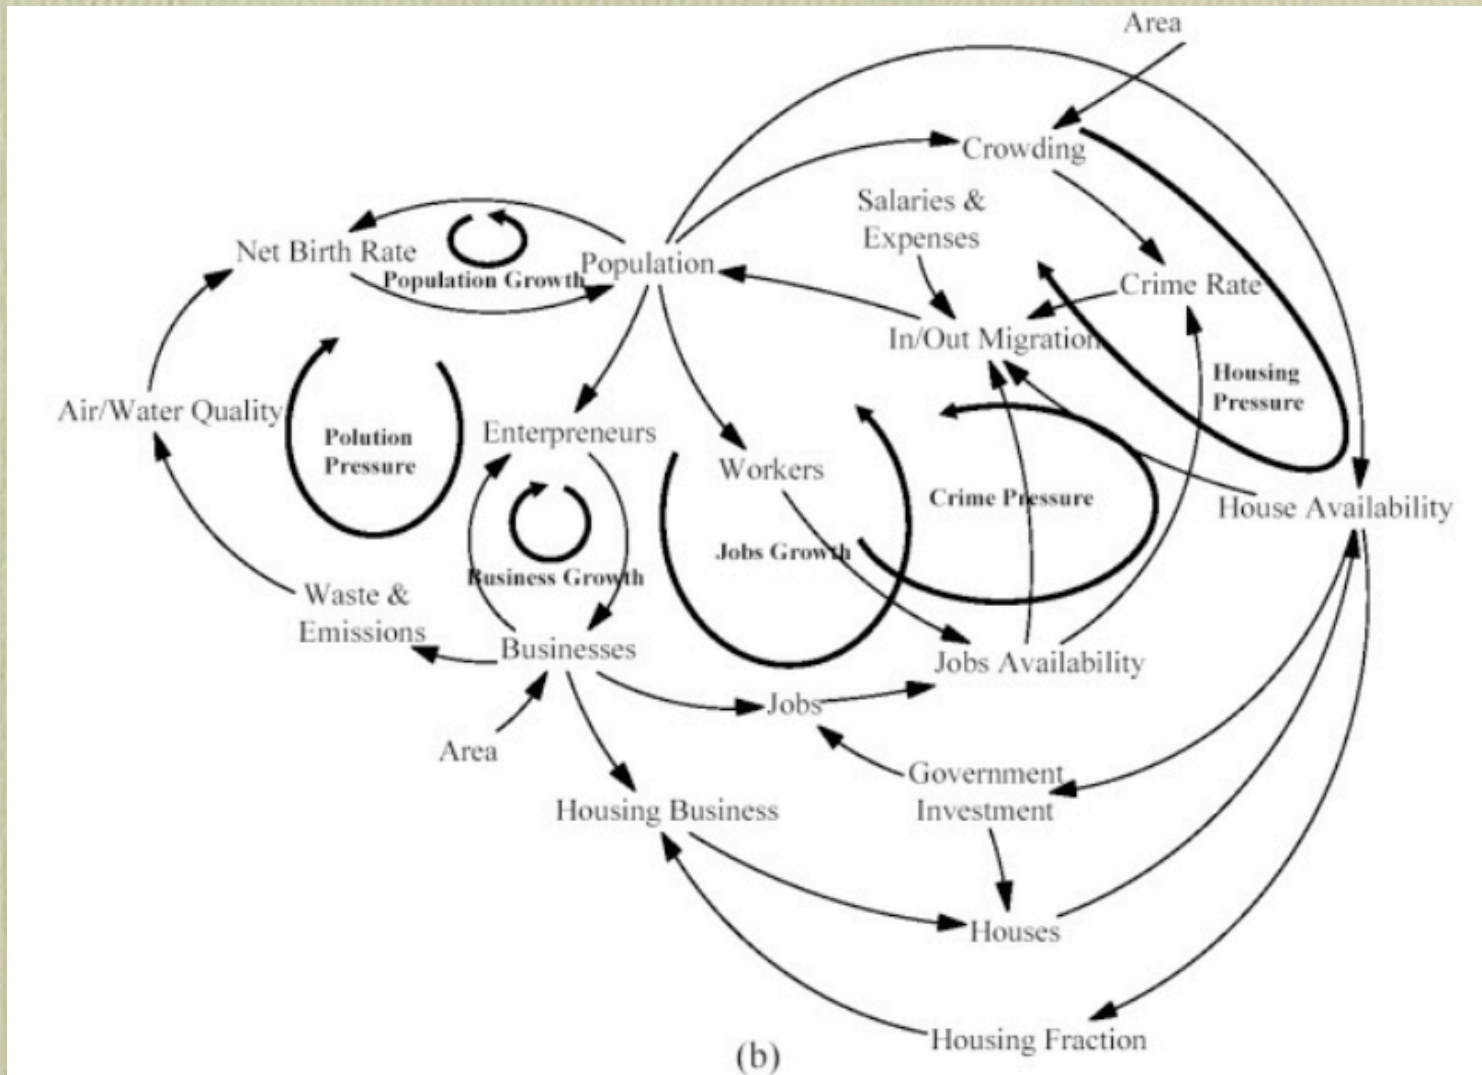 Area
Crowding
Salaries &
Expenses
Net Birth Rate
Population Growth
Population
Crime Rate
In/Out Migration
Housing
Pressure
Air/Water Quality
Polution
Pressure
Enterpreneurs
Workers
Crime Pressure
House Availability
Jobs Growth
Business Growth
Waste &
Emissions
Businesses
Jobs Availability
Jobs
Area
Government
Investment
Housing Business
Houses
Housing Fraction
(b)